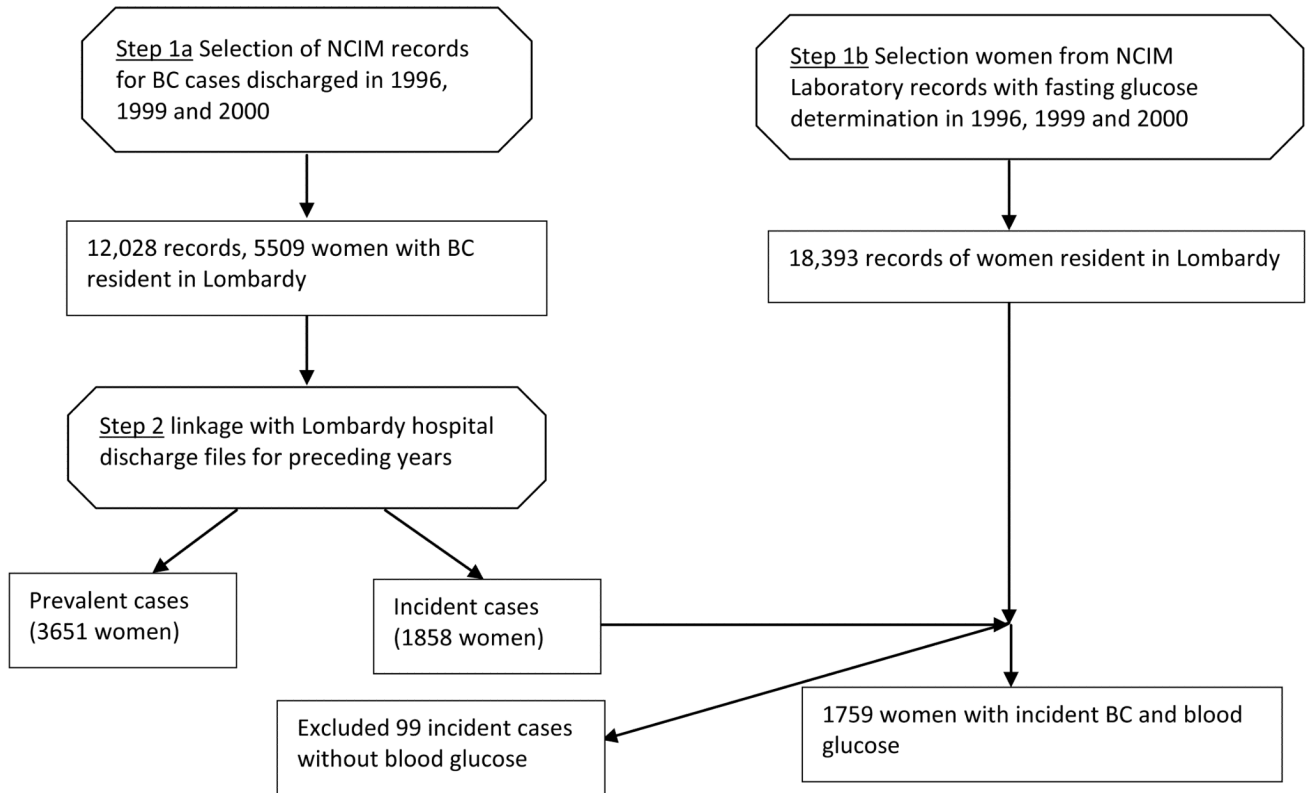 Step 1a Selection of NCIM records
for BC cases discharged in 1996,
1999 and 2000
Step 1b Selection women from NCIM
Laboratory records with fasting glucose
determination in 1996, 1999 and 2000
12,028 records, 5509 women with BC
resident in Lombardy
18,393 records of women resident in Lombardy
Step 2 linkage with Lombardy hospital
discharge files for preceding years
Prevalent cases
(3651 women)
Incident cases
(1858 women)
Excluded 99 incident cases
without blood glucose
1759 women with incident BC and blood
glucose